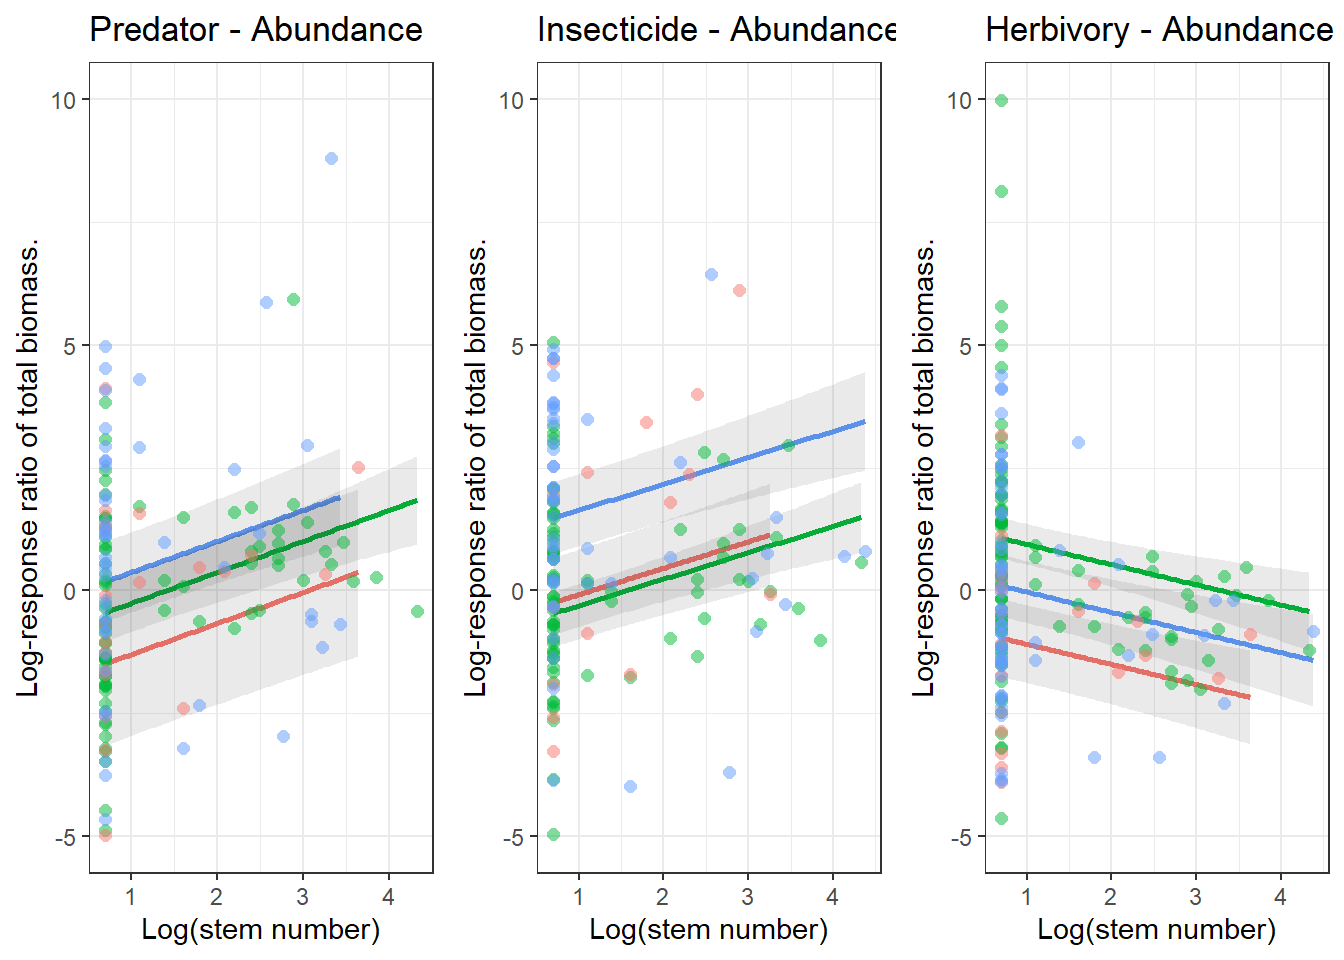 Predator - Abundance
Insecticide - Abundance
Herbivory - Abundance
Log-response ratio of total biomass.
10
5
0
-5
1 2 3 4
Log(stem number)
Log-response ratio of total biomass.
10
5
0
-5
1 2 3 4
Log(stem number)
Log-response ratio of total biomass.
10
5
0
-5
1 2 3 4
Log(stem number)